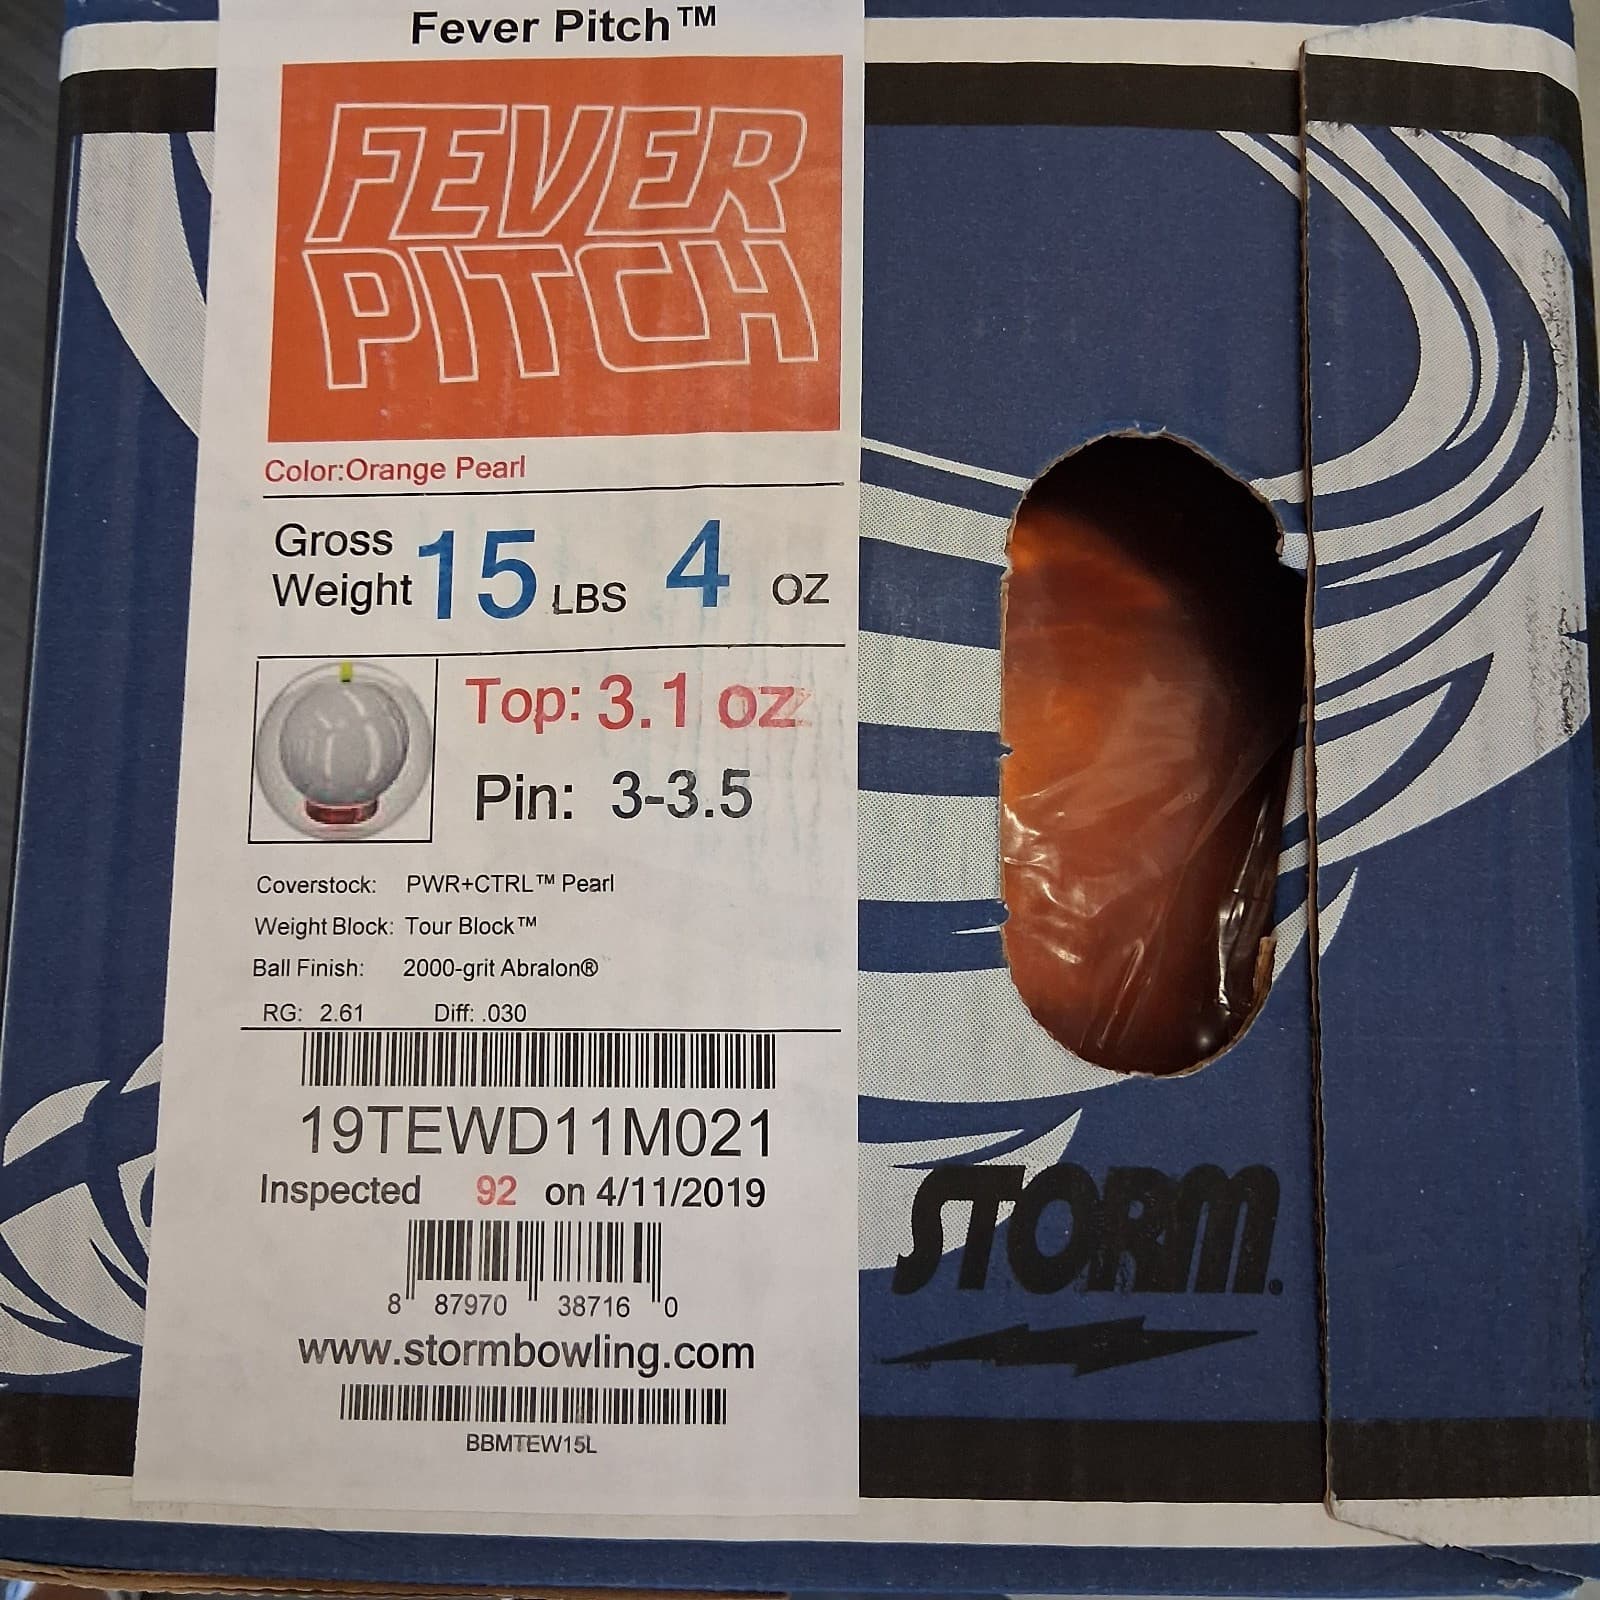 Fever Pitch™
FEVER
PITCH
Color:Orange Pearl
Gross
Weight 15 LBS 4 OZ
Top: 3.1 oz
Pin: 3-3.5
Coverstock: PWR+CTRL™ Pearl
Weight Block: Tour Block™
Ball Finish: 2000-grit Abralon®
RG: 2.61 Diff: .030
19TEWD11M021
Inspected 92 on 4/11/2019
8 87970 38716 0
www.stormbowling.com
BBMTEW15L
STORM.